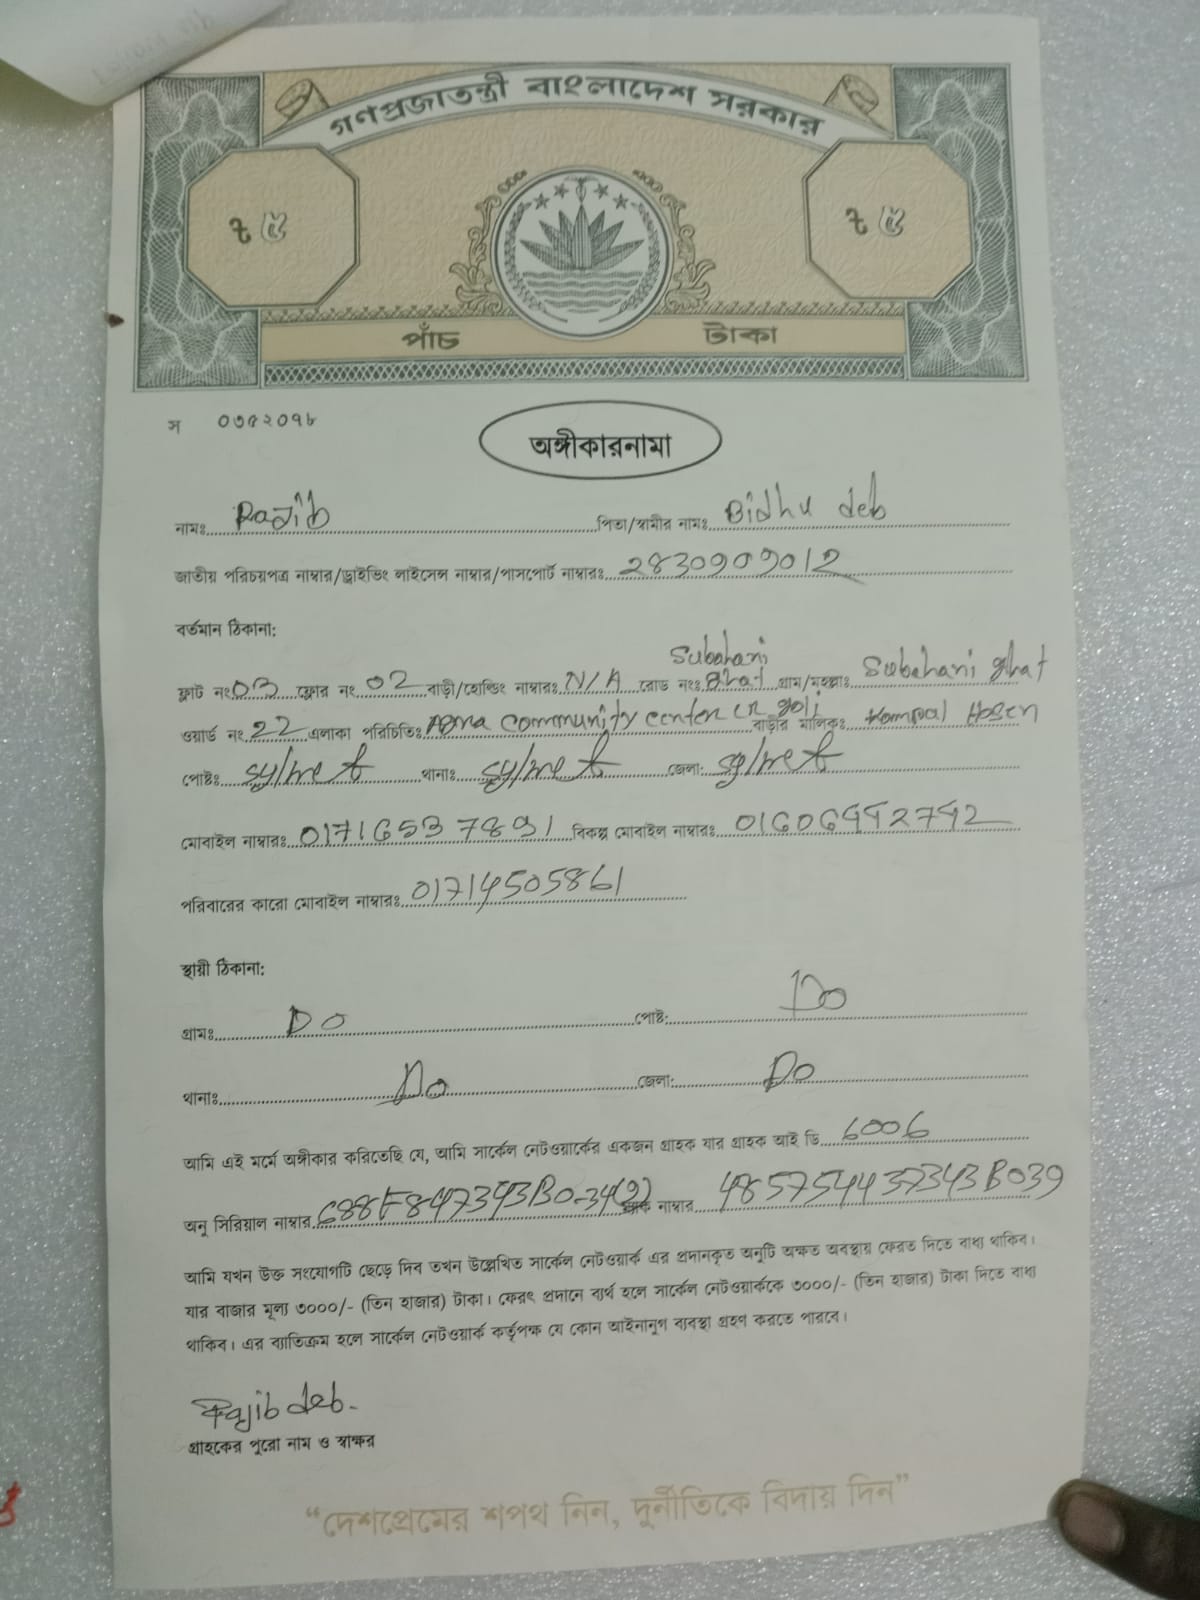 গণপ্রজাতন্ত্রী বাংলাদেশ সরকার
৳ ৫ ৳ ৫
পাঁচ টাকা
স ০৩৫২০৭৮
অঙ্গীকারনামা
নামঃ Rajib পিতা/স্বামীর নামঃ Bidhu deb
জাতীয় পরিচয়পত্র নাম্বার/ড্রাইভিং লাইসেন্স নাম্বার/পাসপোর্ট নাম্বারঃ
বর্তমান ঠিকানা:
ফ্লাট নং 03 ফ্লোর নং 02 বাড়ী/হোল্ডিং নাম্বারঃ N/A রোড নংঃ Subahani Ghat গ্রাম/মহল্লাঃ Subahani ghat
ওয়ার্ড নং 22 এলাকা পরিচিতিঃ community center বাড়ীর মালিকঃ Hosen
পোষ্টঃ sylhet থানাঃ sylhet জেলা: sylhet
মোবাইল নাম্বারঃ বিকল্প মোবাইল নাম্বারঃ
পরিবারের কারো মোবাইল নাম্বারঃ 01714505861
স্থায়ী ঠিকানা:
গ্রামঃ Do পোষ্ট: Do
থানাঃ Do জেলা: Do
আমি এই মর্মে অঙ্গীকার করিতেছি যে, আমি সার্কেল নেটওয়ার্কের একজন গ্রাহক যার গ্রাহক আই ডি 6006
অনু সিরিয়াল নাম্বার নাম্বার 4857544437343B039
আমি যখন উক্ত সংযোগটি ছেড়ে দিব তখন উল্লেখিত সার্কেল নেটওয়ার্ক এর প্রদানকৃত অনুটি অক্ষত অবস্থায় ফেরত দিতে বাধ্য থাকিব।
যার বাজার মূল্য ৩০০০/- (তিন হাজার) টাকা। ফেরৎ প্রদানে ব্যর্থ হলে সার্কেল নেটওয়ার্ককে ৩০০০/- (তিন হাজার) টাকা দিতে বাধ্য
থাকিব। এর ব্যাতিক্রম হলে সার্কেল নেটওয়ার্ক কর্তৃপক্ষ যে কোন আইনানুগ ব্যবস্থা গ্রহণ করতে পারবে।
Rajib deb.
গ্রাহকের পুরো নাম ও স্বাক্ষর
“দেশপ্রেমের শপথ নিন, দুর্নীতিকে বিদায় দিন”